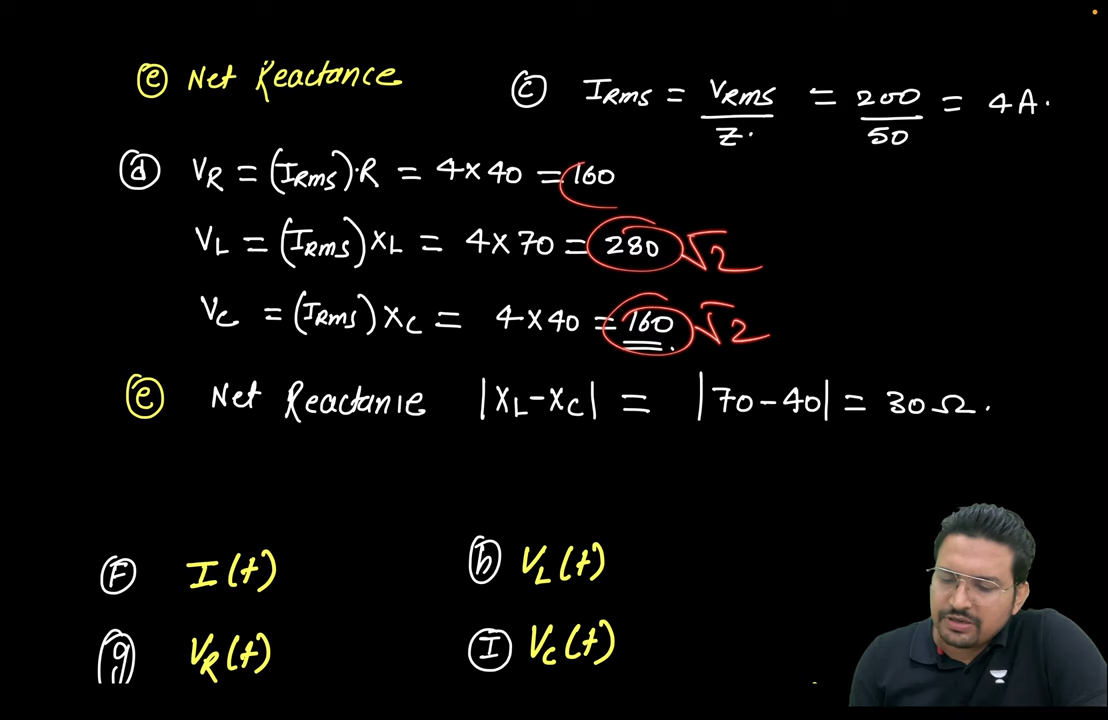 (e) Net Reactance
(c) IRms = VRms / Z. = 200 / 50 = 4A.
(d) VR = (IRms)·R = 4×40 = 160
VL = (IRms) XL = 4×70 = 280 √2
VC = (IRms) XC = 4×40 = 160 √2
(e) Net Reactanie |XL-XC| = |70-40| = 30Ω.
(F) I(t)
(h) VL(t)
(g) VR(t)
(I) VC(t)